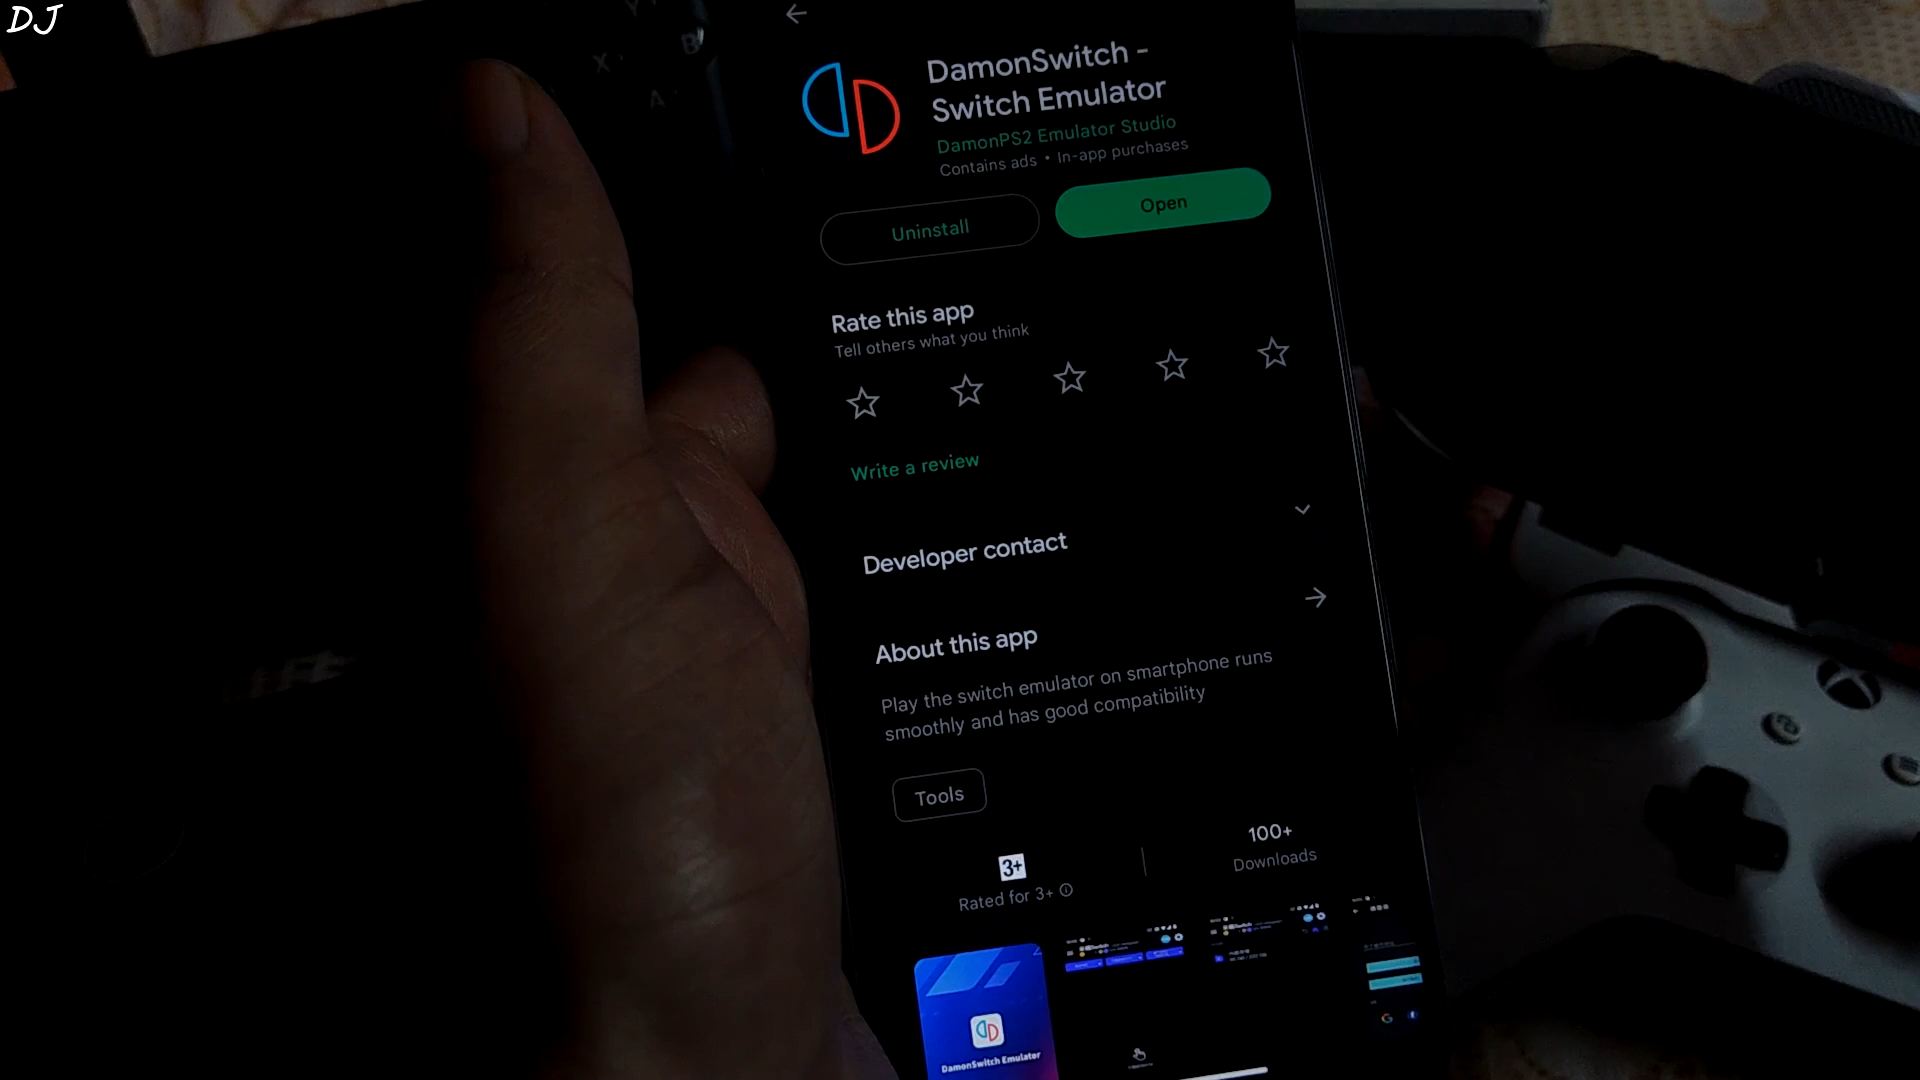 DJ
Y
X
B
A
DamonSwitch -
Switch Emulator
DamonPS2 Emulator Studio
Contains ads • In-app purchases
Uninstall
Open
Rate this app
Tell others what you think
Write a review
Developer contact
About this app
Play the switch emulator on smartphone runs
smoothly and has good compatibility
Tools
3+
Rated for 3+
100+
Downloads
DamonSwitch Emulator